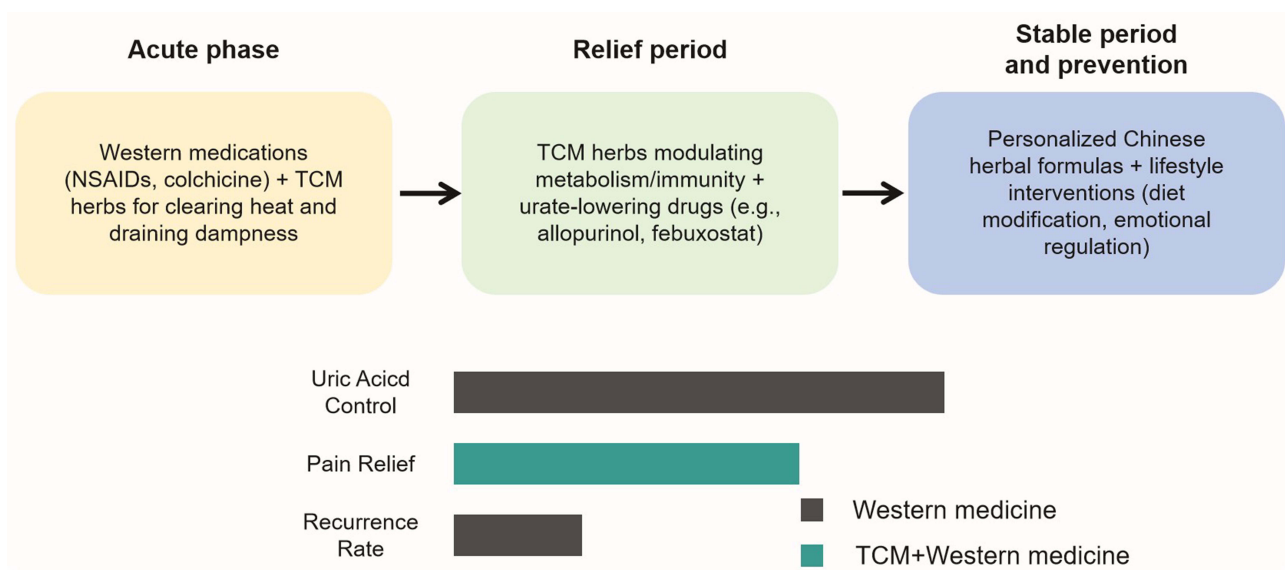 Acute phase
Western medications
(NSAIDs, colchicine) + TCM
herbs for clearing heat and
draining dampness
Relief period
TCM herbs modulating
metabolism/immunity +
urate-lowering drugs (e.g.,
allopurinol, febuxostat)
Stable period
and prevention
Personalized Chinese
herbal formulas + lifestyle
interventions (diet
modification, emotional
regulation)
Uric Acicd
Control
Pain Relief
Recurrence
Rate
Western medicine
TCM+Western medicine